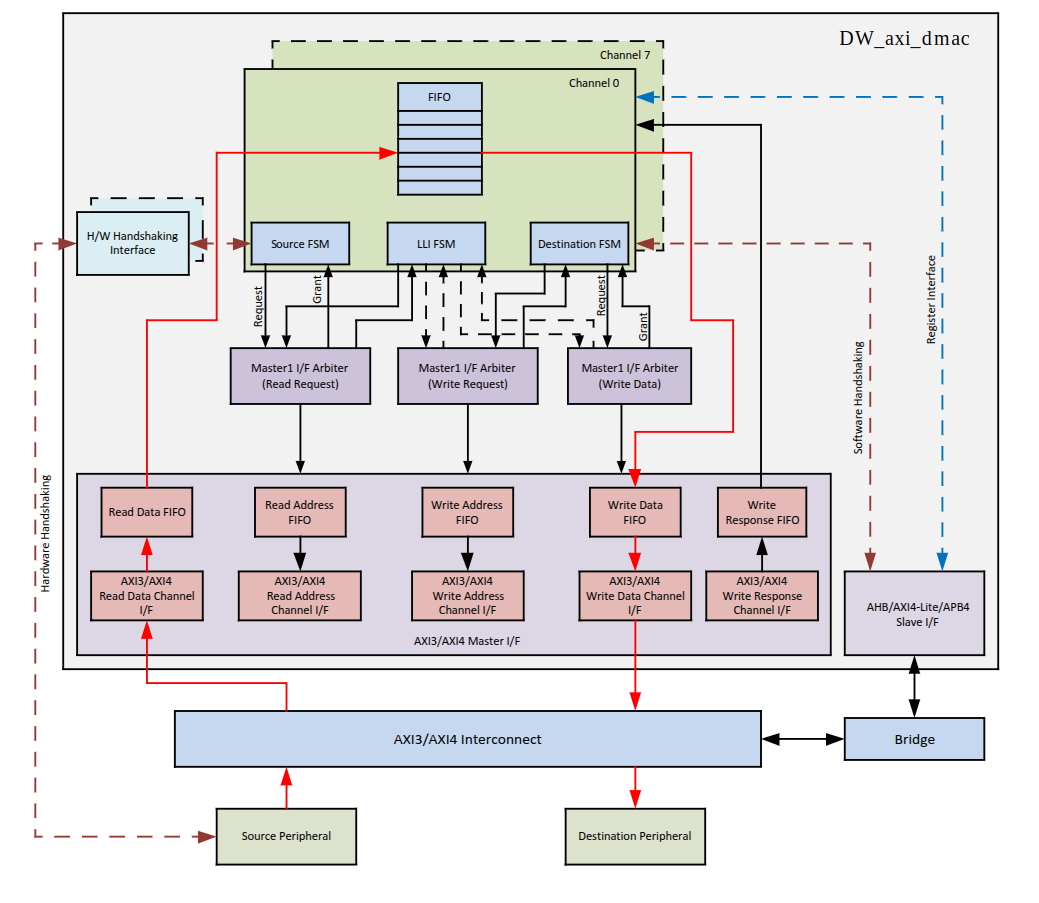 DW_axi_dmac
Channel 7
Channel 0
FIFO
H/W Handshaking
Interface
Source FSM
LLI FSM
Destination FSM
Request
Grant
Request
Grant
Register Interface
Software Handshaking
Hardware Handshaking
Master1 I/F Arbiter
(Read Request)
Master1 I/F Arbiter
(Write Request)
Master1 I/F Arbiter
(Write Data)
Read Data FIFO
Read Address
FIFO
Write Address
FIFO
Write Data
FIFO
Write
Response FIFO
AXI3/AXI4
Read Data Channel
I/F
AXI3/AXI4
Read Address
Channel I/F
AXI3/AXI4
Write Address
Channel I/F
AXI3/AXI4
Write Data Channel
I/F
AXI3/AXI4
Write Response
Channel I/F
AHB/AXI4-Lite/APB4
Slave I/F
AXI3/AXI4 Master I/F
AXI3/AXI4 Interconnect
Bridge
Source Peripheral
Destination Peripheral